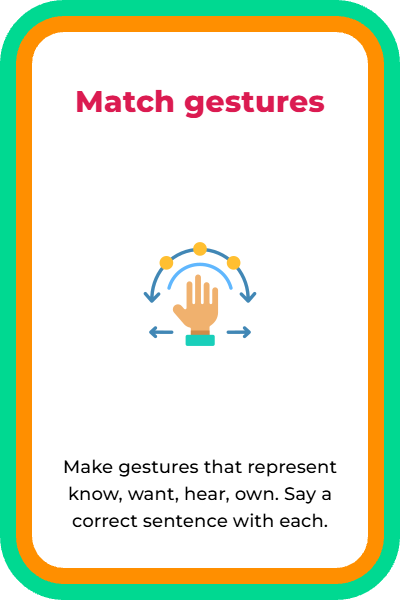 Match gestures
Make gestures that represent
know, want, hear, own. Say a
correct sentence with each.